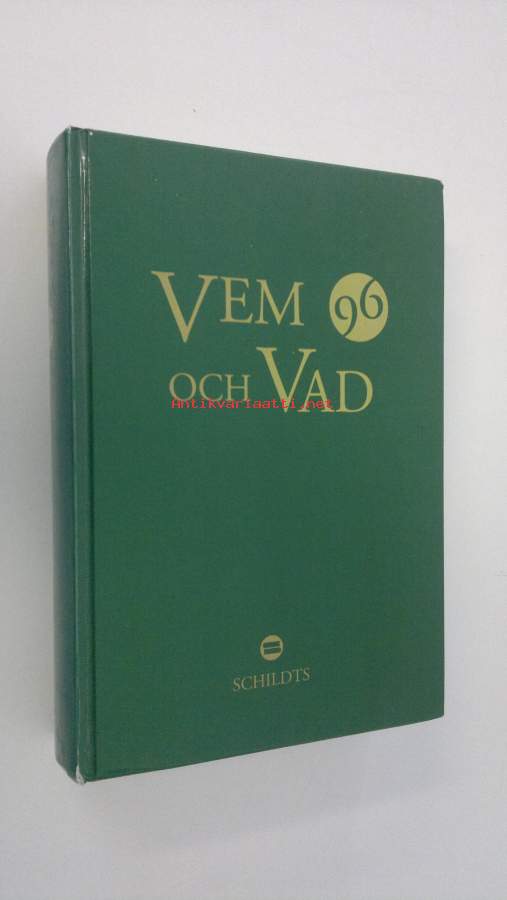 VEM 96
OCH VAD
Antikvariaatti.net
SCHILDTS